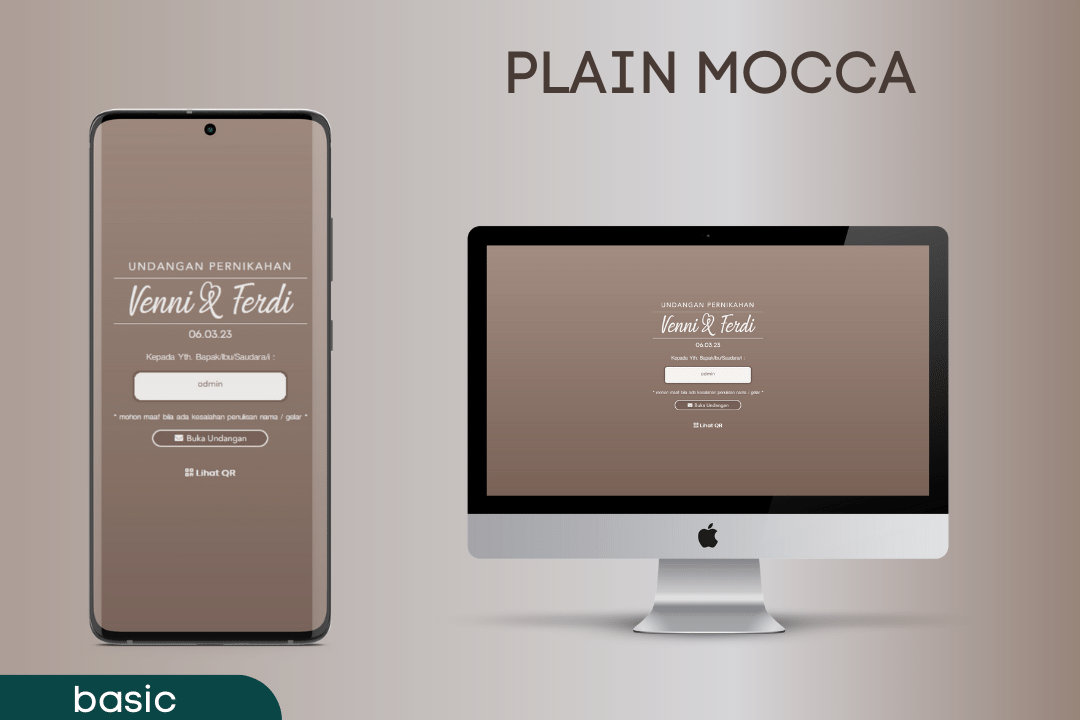 PLAIN MOCCA
UNDANGAN PERNIKAHAN
Venni & Ferdi
06.03.23
Kepada Yth. Bapak/Ibu/Saudara/i :
admin
* mohon maaf bila ada kesalahan penulisan nama / gelar *
Buka Undangan
Lihat QR
UNDANGAN PERNIKAHAN
Venni & Ferdi
06.03.23
Kepada Yth. Bapak/Ibu/Saudara/i :
admin
* mohon maaf bila ada kesalahan penulisan nama / gelar *
Buka Undangan
Lihat QR
basic